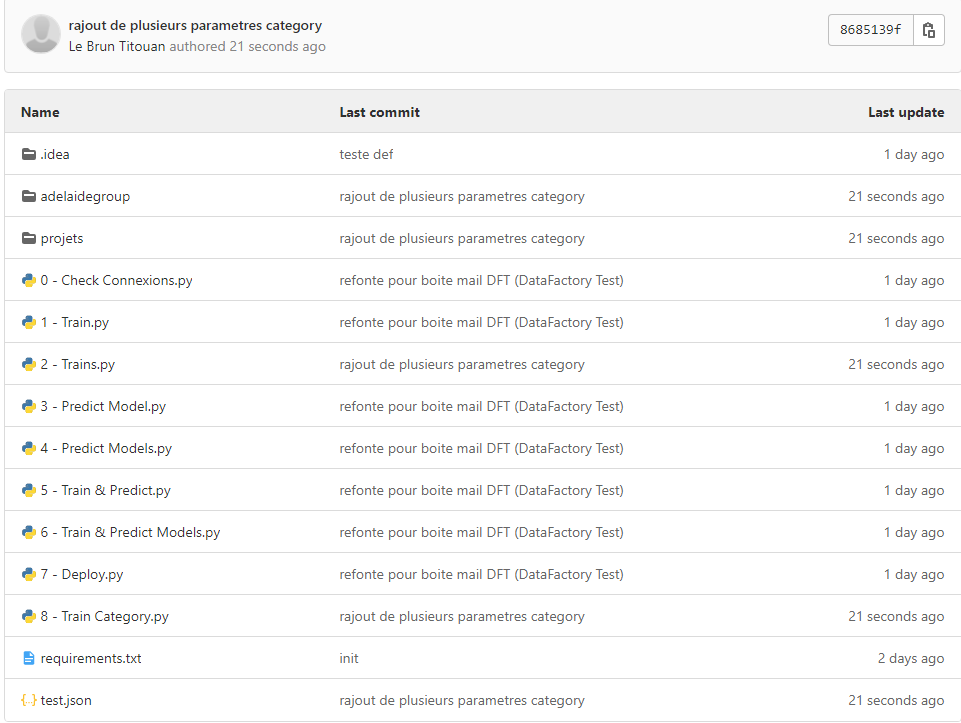 rajout de plusieurs parametres category
Le Brun Titouan authored 21 seconds ago
8685139f
Name Last commit Last update
.idea teste def 1 day ago
adelaidegroup rajout de plusieurs parametres category 21 seconds ago
projets rajout de plusieurs parametres category 21 seconds ago
0 - Check Connexions.py refonte pour boite mail DFT (DataFactory Test) 1 day ago
1 - Train.py refonte pour boite mail DFT (DataFactory Test) 1 day ago
2 - Trains.py rajout de plusieurs parametres category 21 seconds ago
3 - Predict Model.py refonte pour boite mail DFT (DataFactory Test) 1 day ago
4 - Predict Models.py refonte pour boite mail DFT (DataFactory Test) 1 day ago
5 - Train & Predict.py refonte pour boite mail DFT (DataFactory Test) 1 day ago
6 - Train & Predict Models.py refonte pour boite mail DFT (DataFactory Test) 1 day ago
7 - Deploy.py refonte pour boite mail DFT (DataFactory Test) 1 day ago
8 - Train Category.py rajout de plusieurs parametres category 21 seconds ago
requirements.txt init 2 days ago
test.json rajout de plusieurs parametres category 21 seconds ago